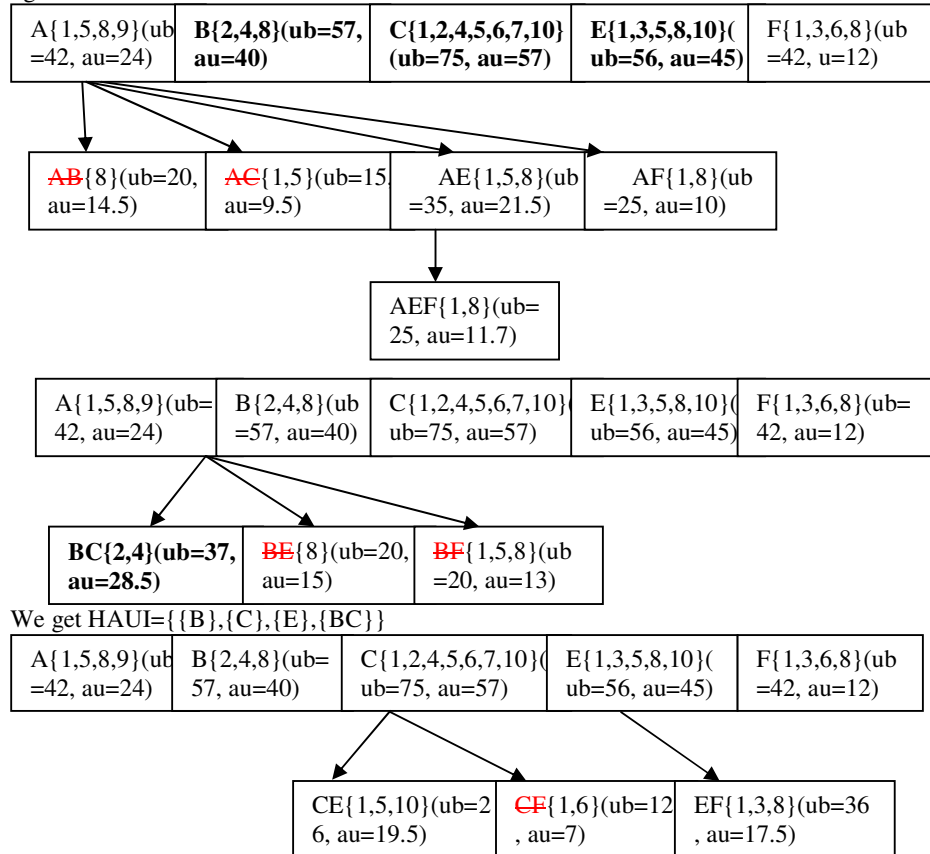 A{1,5,8,9}(ub
=42, au=24)
B{2,4,8}(ub=57,
au=40)
C{1,2,4,5,6,7,10}
(ub=75, au=57)
E{1,3,5,8,10}(
ub=56, au=45)
F{1,3,6,8}(ub
=42, u=12)
AB{8}(ub=20,
au=14.5)
AC{1,5}(ub=15,
au=9.5)
AE{1,5,8}(ub
=35, au=21.5)
AF{1,8}(ub
=25, au=10)
AEF{1,8}(ub=
25, au=11.7)
A{1,5,8,9}(ub=
42, au=24)
B{2,4,8}(ub
=57, au=40)
C{1,2,4,5,6,7,10}(
ub=75, au=57)
E{1,3,5,8,10}(
ub=56, au=45)
F{1,3,6,8}(ub=
42, au=12)
BC{2,4}(ub=37,
au=28.5)
BE{8}(ub=20,
au=15)
BF{1,5,8}(ub
=20, au=13)
We get HAUI={{B},{C},{E},{BC}}
A{1,5,8,9}(ub
=42, au=24)
B{2,4,8}(ub=
57, au=40)
C{1,2,4,5,6,7,10}(
ub=75, au=57)
E{1,3,5,8,10}(
ub=56, au=45)
F{1,3,6,8}(ub
=42, au=12)
CE{1,5,10}(ub=2
6, au=19.5)
CF{1,6}(ub=12
, au=7)
EF{1,3,8}(ub=36
, au=17.5)